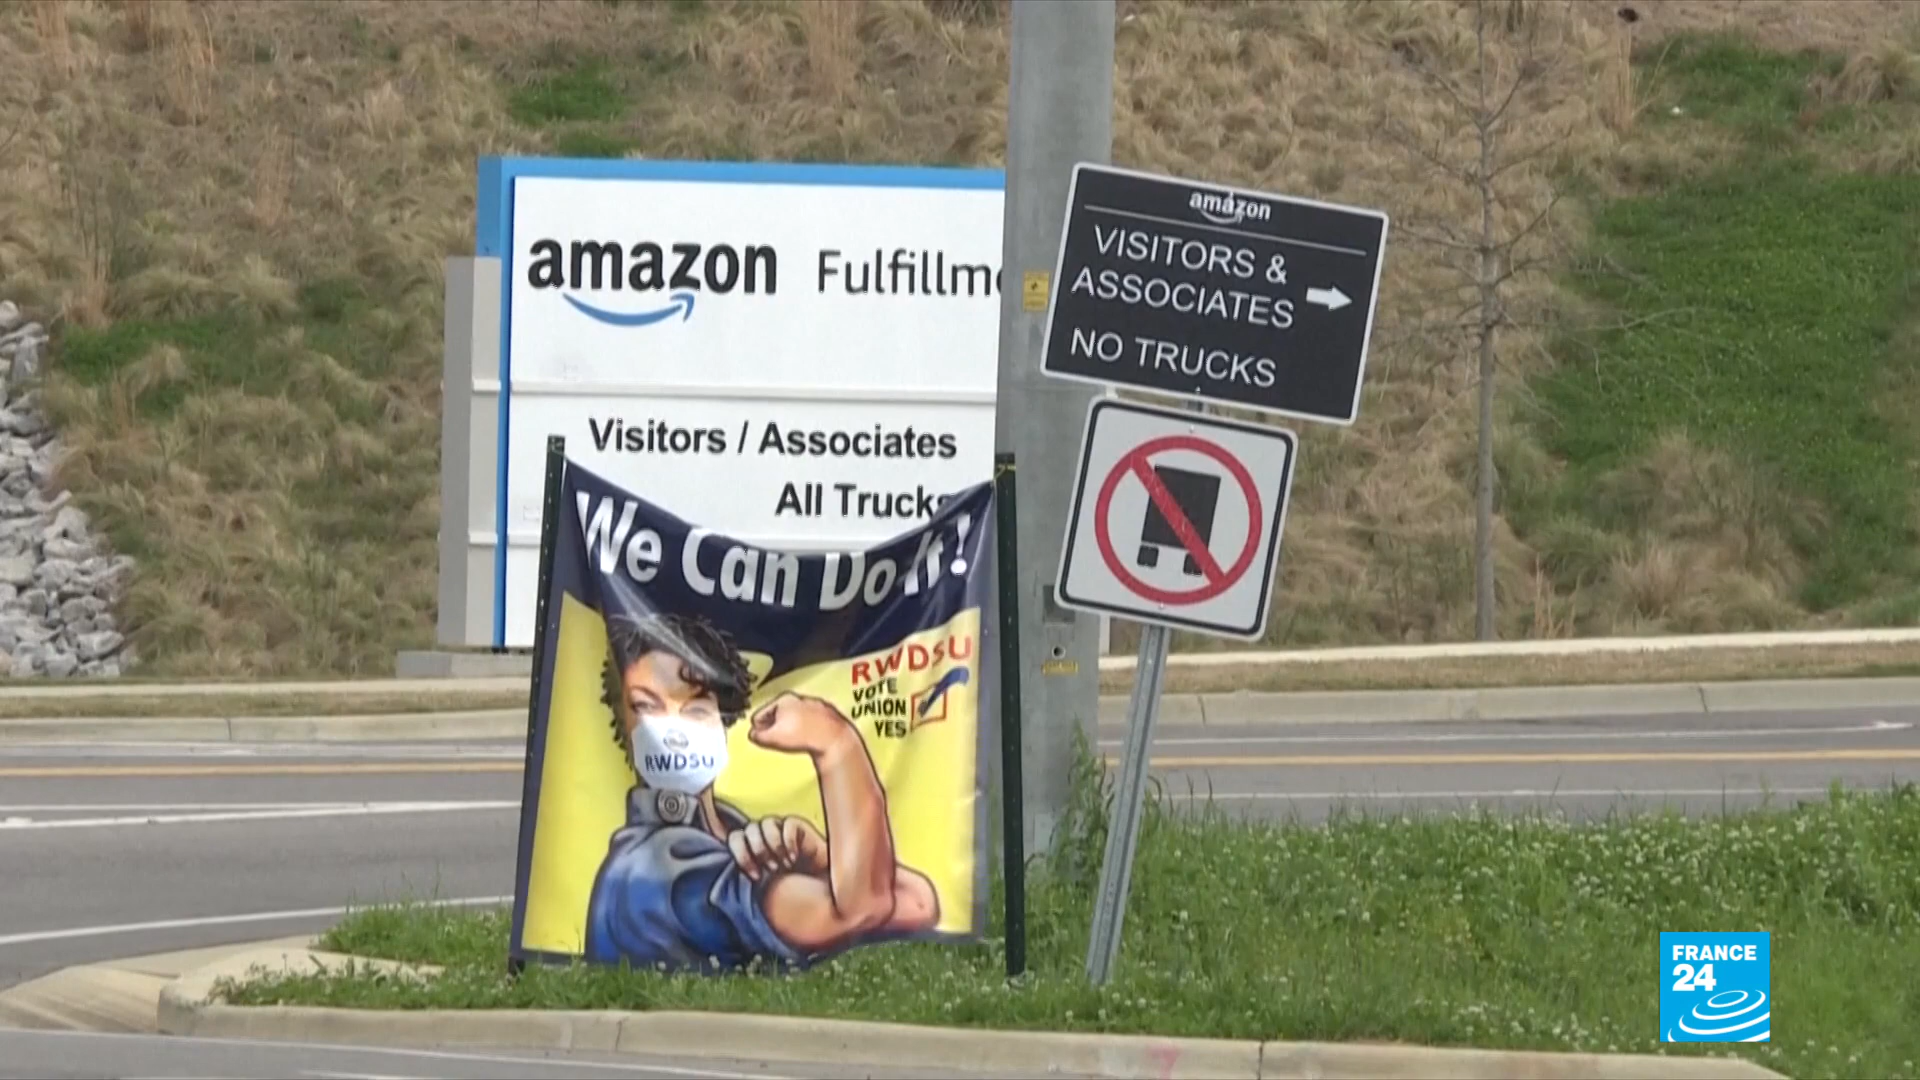 amazon Fulfillm
Visitors / Associates
All Trucks
amazon
VISITORS &
ASSOCIATES
NO TRUCKS
We Can Do It!
RWDSU
VOTE
UNION
YES
RWDSU
FRANCE
24